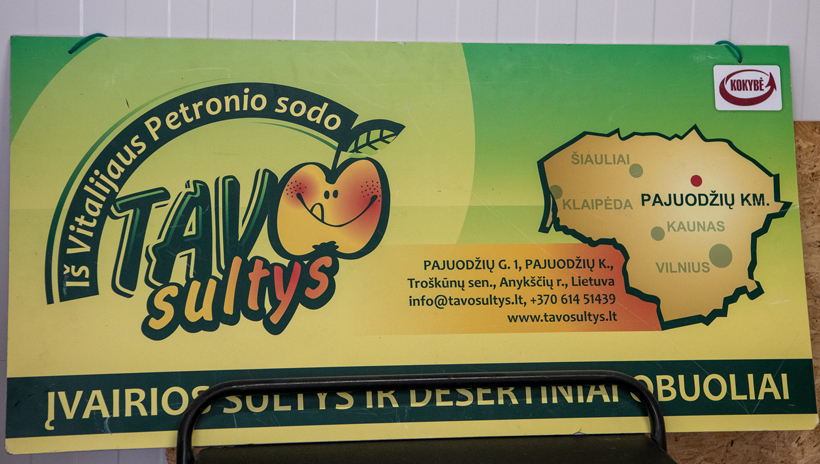 Iš Vitalijaus Petronio sodo
TAVO
sultys
KOKYBĖ
ŠIAULIAI
KLAIPĖDA
PAJUODŽIŲ KM.
KAUNAS
VILNIUS
PAJUODŽIŲ G. 1, PAJUODŽIŲ K.,
Troškūnų sen., Anykščių r., Lietuva
info@tavosultys.lt, +370 614 51439
www.tavosultys.lt
ĮVAIRIOS SULTYS IR DESERTINIAI OBUOLIAI